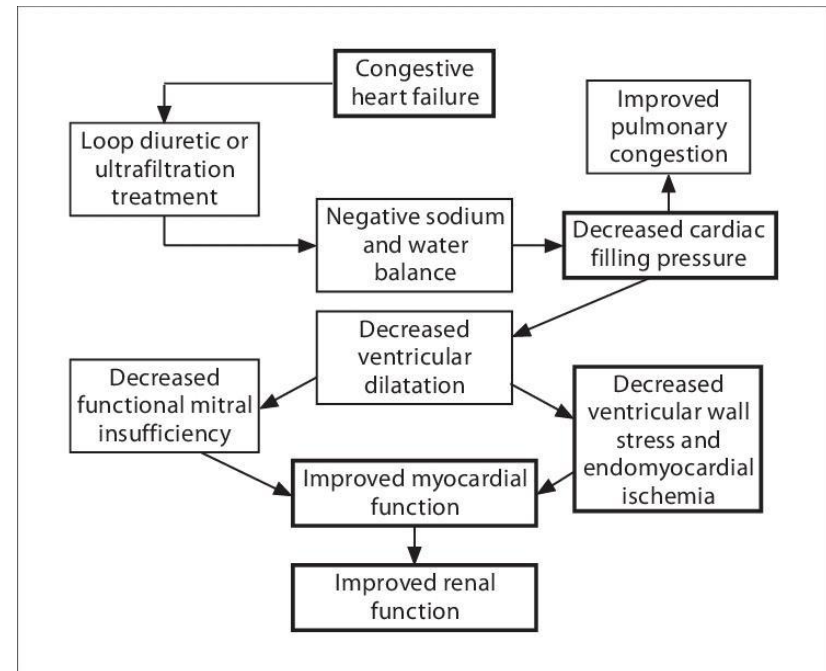 Congestive
heart failure
Improved
pulmonary
congestion
Loop diuretic or
ultrafiltration
treatment
Negative sodium
and water
balance
Decreased cardiac
filling pressure
Decreased
ventricular
dilatation
Decreased
functional mitral
insufficiency
Decreased
ventricular wall
stress and
endomyocardial
ischemia
Improved myocardial
function
Improved renal
function